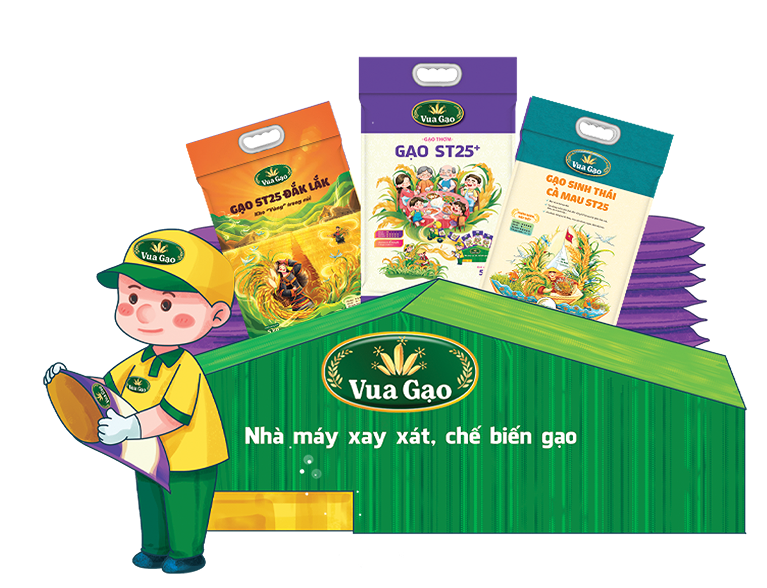 Vua Gạo
GẠO ST25 ĐẮK LẮK
Kho "Vàng" trong núi
Vua Gạo
GẠO THƠM
GẠO ST25+
Vua Gạo
GẠO SINH THÁI
CÀ MAU ST25
Vua Gạo
Vua Gạo
Nhà máy xay xát, chế biến gạo